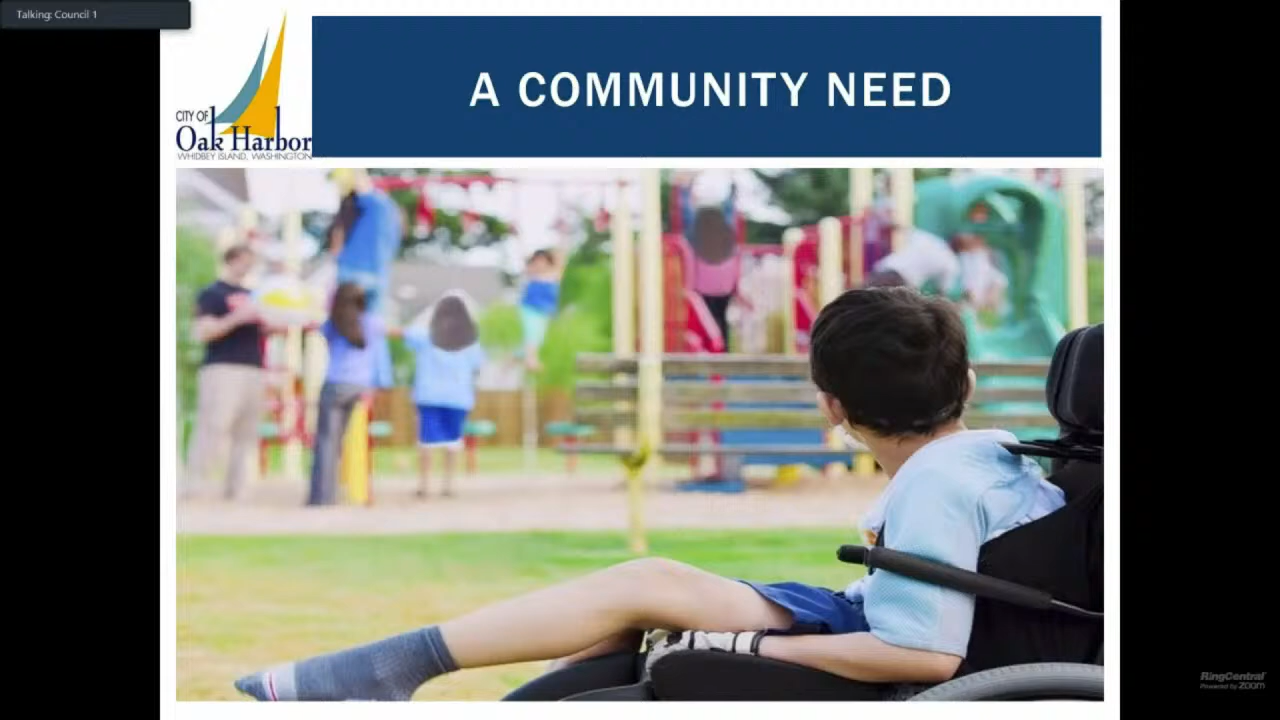 Talking: Council 1
CITY OF
Oak Harbor
WHIDBEY ISLAND, WASHINGTON
A COMMUNITY NEED
RingCentral
Powered by zoom